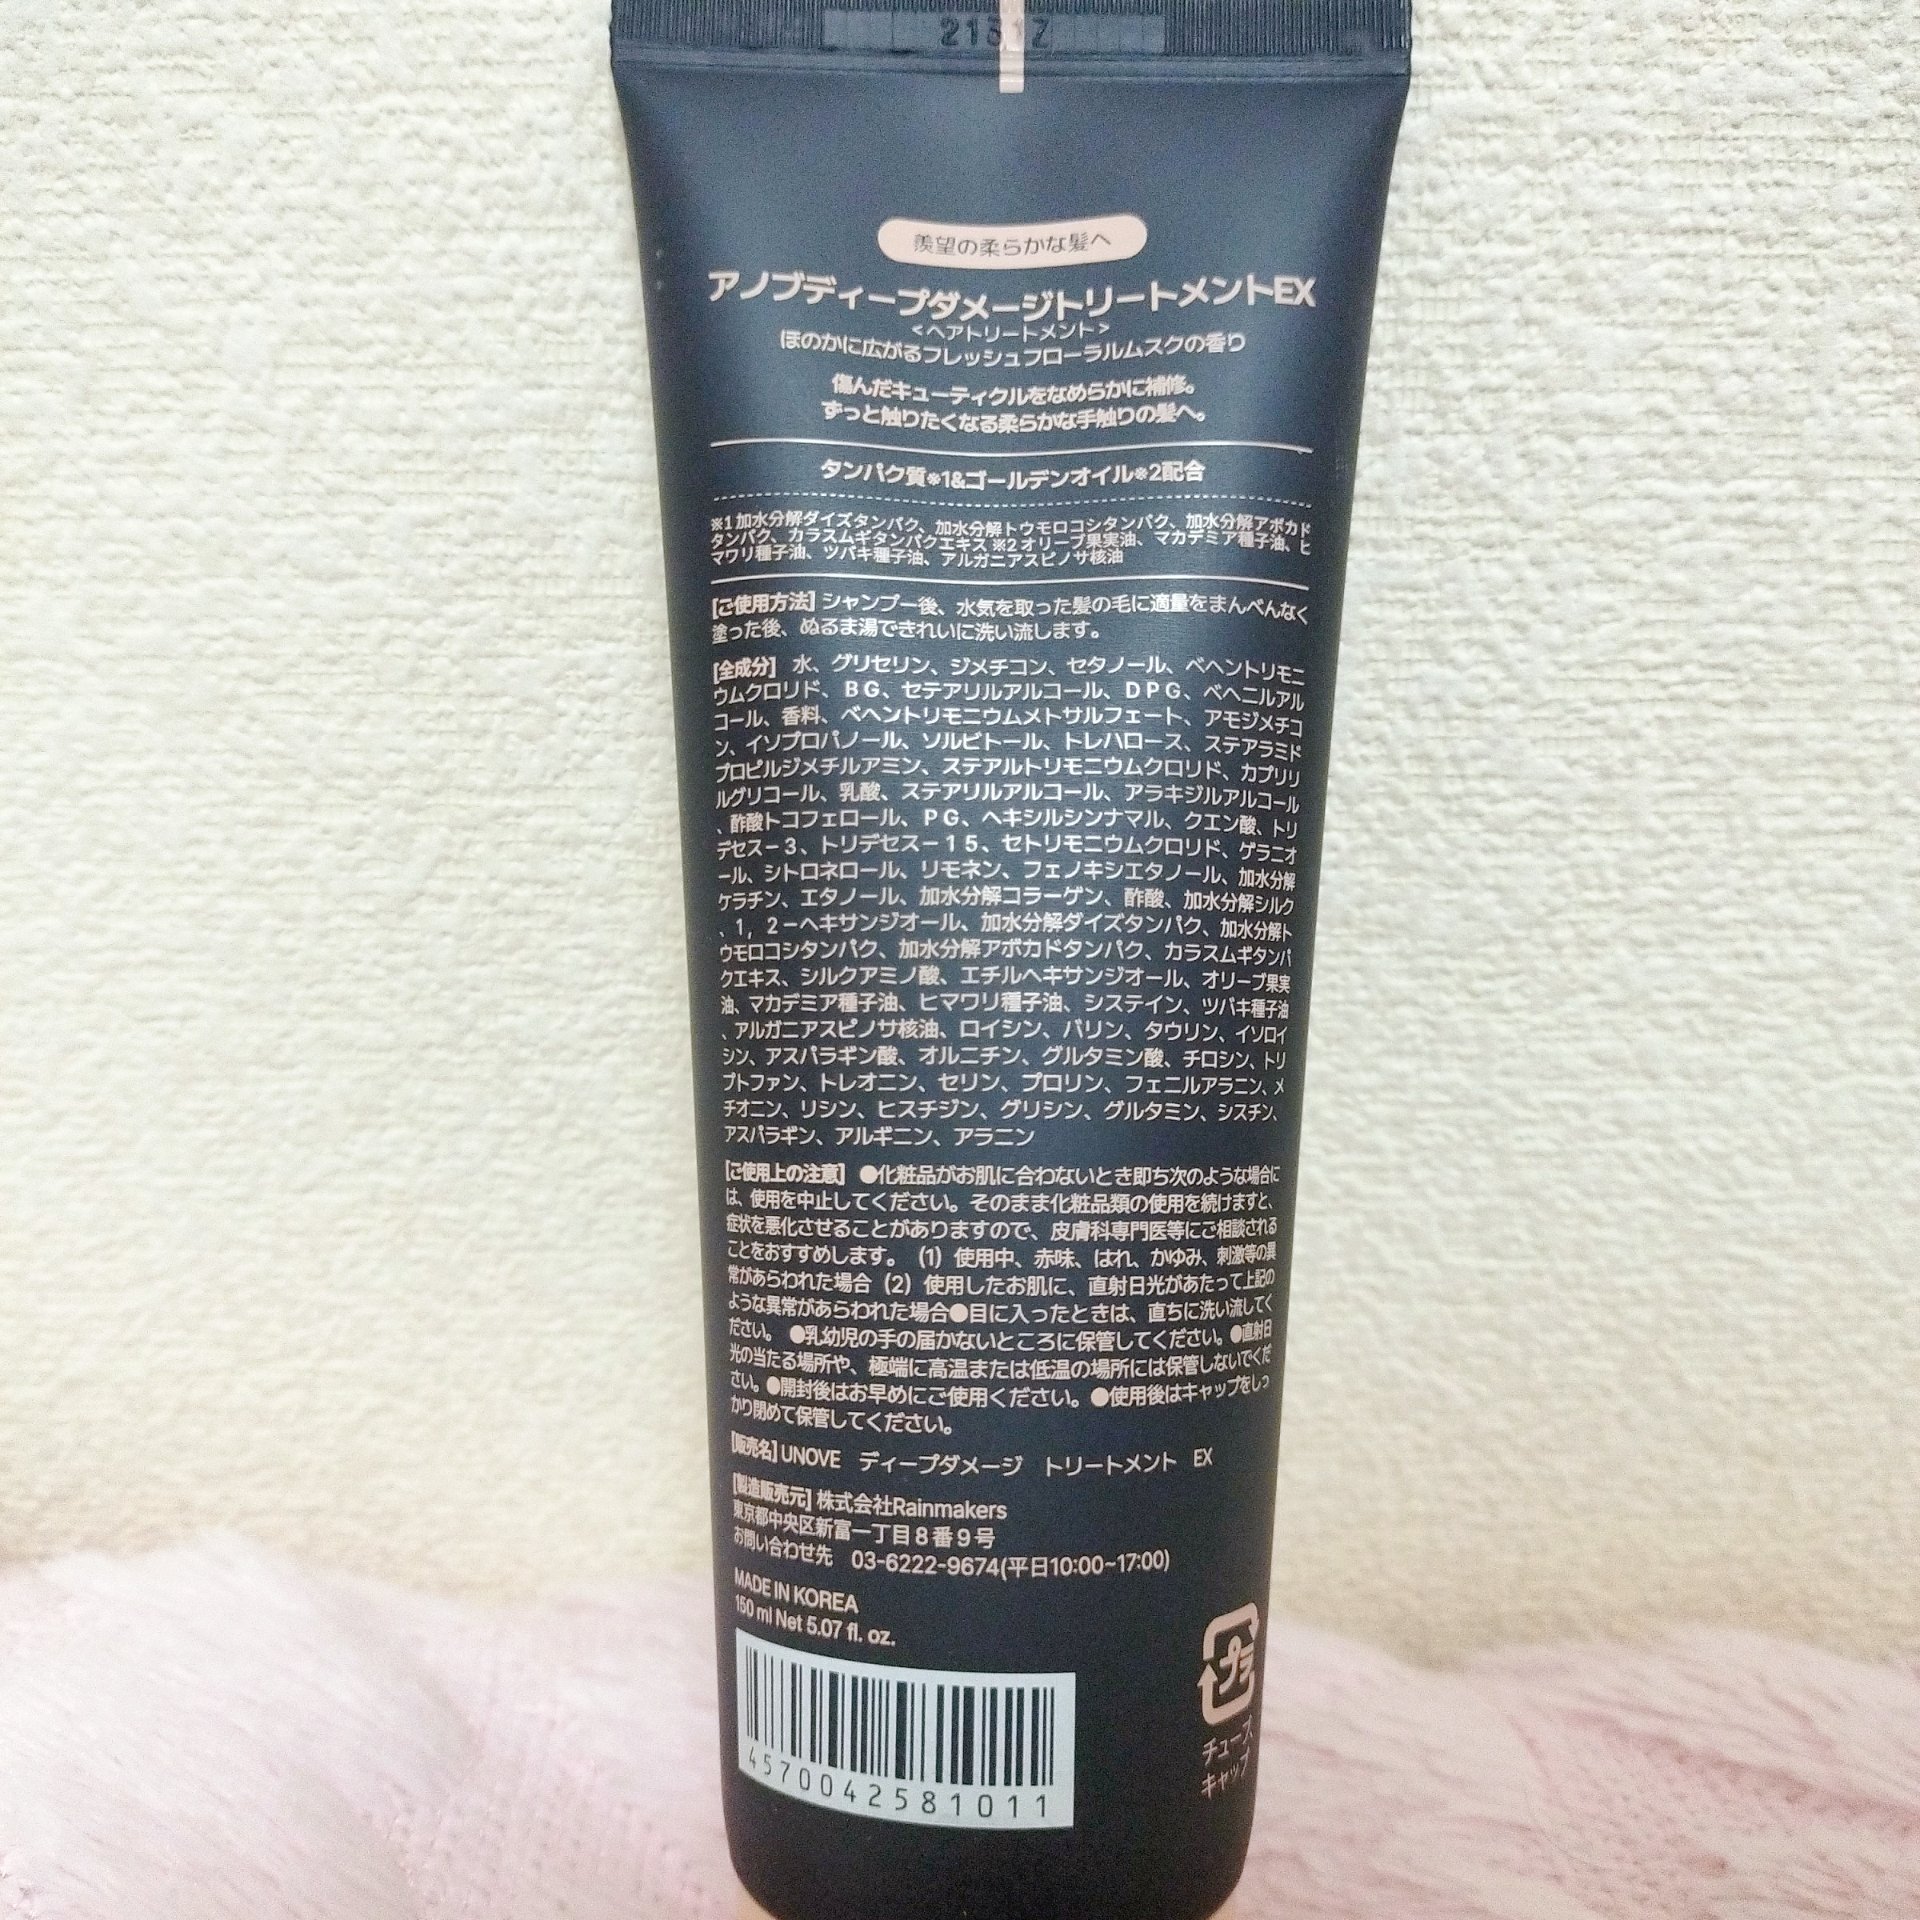 羨望の柔らかな髪へ
アノブディープダメージトリートメントEX
<ヘアトリートメント>
ほのかに広がるフレッシュフローラルムスクの香り
傷んだキューティクルをなめらかに補修。
ずっと触りたくなる柔らかな手触りの髪へ。
タンパク質※1&ゴールデンオイル※2配合
※1 加水分解ダイズタンパク、加水分解トウモロコシタンパク、加水分解アボカド
タンパク、カラスムギタンパクエキス ※2 オリーブ果実油、マカデミア種子油、ヒ
マワリ種子油、ツバキ種子油、アルガニアスピノサ核油
[ご使用方法] シャンプー後、水気を取った髪の毛に適量をまんべんなく
塗った後、ぬるま湯できれいに洗い流します。
[全成分] 水、グリセリン、ジメチコン、セタノール、ベヘントリモニ
ウムクロリド、BG、セテアリルアルコール、DPG、ベヘニルアル
コール、香料、ベヘントリモニウムメトサルフェート、アモジメチコ
ン、イソプロパノール、ソルビトール、トレハロース、ステアラミド
プロピルジメチルアミン、ステアルトリモニウムクロリド、カプリリ
ルグリコール、乳酸、ステアリルアルコール、アラキジルアルコール
、酢酸トコフェロール、PG、ヘキシルシンナマル、クエン酸、トリ
デセス－3、トリデセス－15、セトリモニウムクロリド、ゲラニオ
ール、シトロネロール、リモネン、フェノキシエタノール、加水分解
ケラチン、エタノール、加水分解コラーゲン、酢酸、加水分解シルク
、1，2－ヘキサンジオール、加水分解ダイズタンパク、加水分解ト
ウモロコシタンパク、加水分解アボカドタンパク、カラスムギタンパ
クエキス、シルクアミノ酸、エチルヘキサンジオール、オリーブ果実
油、マカデミア種子油、ヒマワリ種子油、システイン、ツバキ種子油
、アルガニアスピノサ核油、ロイシン、バリン、タウリン、イソロイ
シン、アスパラギン酸、オルニチン、グルタミン酸、チロシン、トリ
プトファン、トレオニン、セリン、プロリン、フェニルアラニン、メ
チオニン、リシン、ヒスチジン、グリシン、グルタミン、シスチン、
アスパラギン、アルギニン、アラニン
[ご使用上の注意] ●化粧品がお肌に合わないとき即ち次のような場合に
は、使用を中止してください。そのまま化粧品類の使用を続けますと、
症状を悪化させることがありますので、皮膚科専門医等にご相談される
ことをおすすめします。 (1) 使用中、赤味、はれ、かゆみ、刺激等の異
常があらわれた場合 (2) 使用したお肌に、直射日光があたって上記の
ような異常があらわれた場合●目に入ったときは、直ちに洗い流してく
ださい。 ●乳幼児の手の届かないところに保管してください。●直射日
光の当たる場所や、極端に高温または低温の場所には保管しないでくだ
さい。●開封後はお早めにご使用ください。●使用後はキャップをしっ
かり閉めて保管してください。
[販売名] UNOVE ディープダメージ トリートメント EX
[製造販売元] 株式会社Rainmakers
東京都中央区新富一丁目8番9号
お問い合わせ先 03-6222-9674(平日10:00~17:00)
MADE IN KOREA
150 ml Net 5.07 fl. oz.
4570042581011
プラ
キャップ